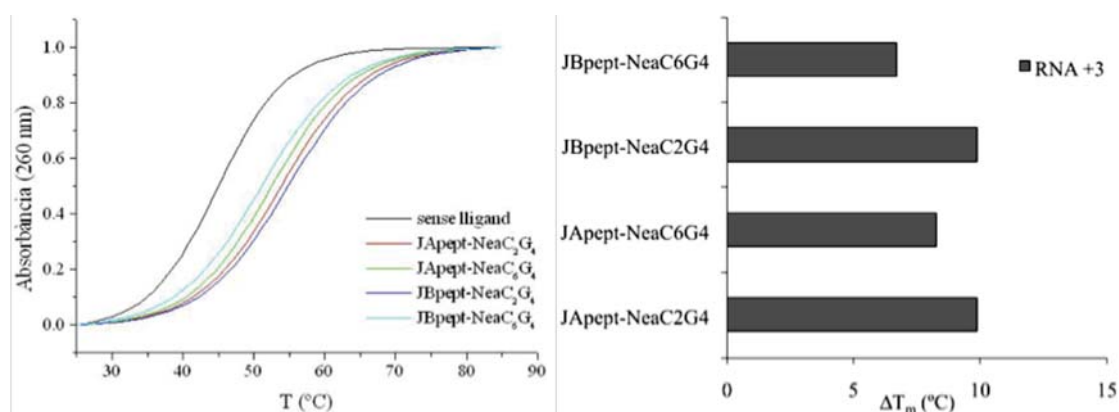 Absorbància (260 nm)
1.0
0.8
0.6
0.4
0.2
0.0
sense lligand
JApept-NeaC₂G₄
JApept-NeaC₆G₄
JBpept-NeaC₂G₄
JBpept-NeaC₆G₄
30 40 50 60 70 80 90
T (°C)
JBpept-NeaC6G4
JBpept-NeaC2G4
JApept-NeaC6G4
JApept-NeaC2G4
RNA +3
0 5 10 15
ΔTₘ (ºC)